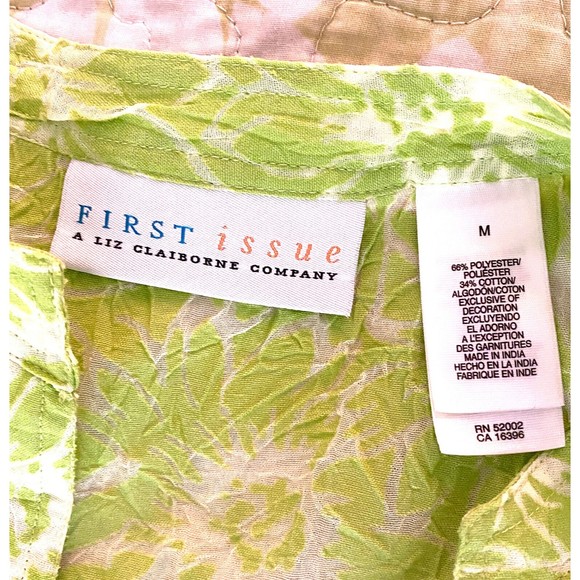 FIRST issue
A LIZ CLAIBORNE COMPANY
M
66% POLYESTER/
POLIÉSTER
34% COTTON/
ALGODÓN/COTON
EXCLUSIVE OF
DECORATION
EXCLUYENDO
EL ADORNO
A L'EXCEPTION
DES GARNITURES
MADE IN INDIA
HECHO EN LA INDIA
FABRIQUE EN INDE
RN 52002
CA 16396